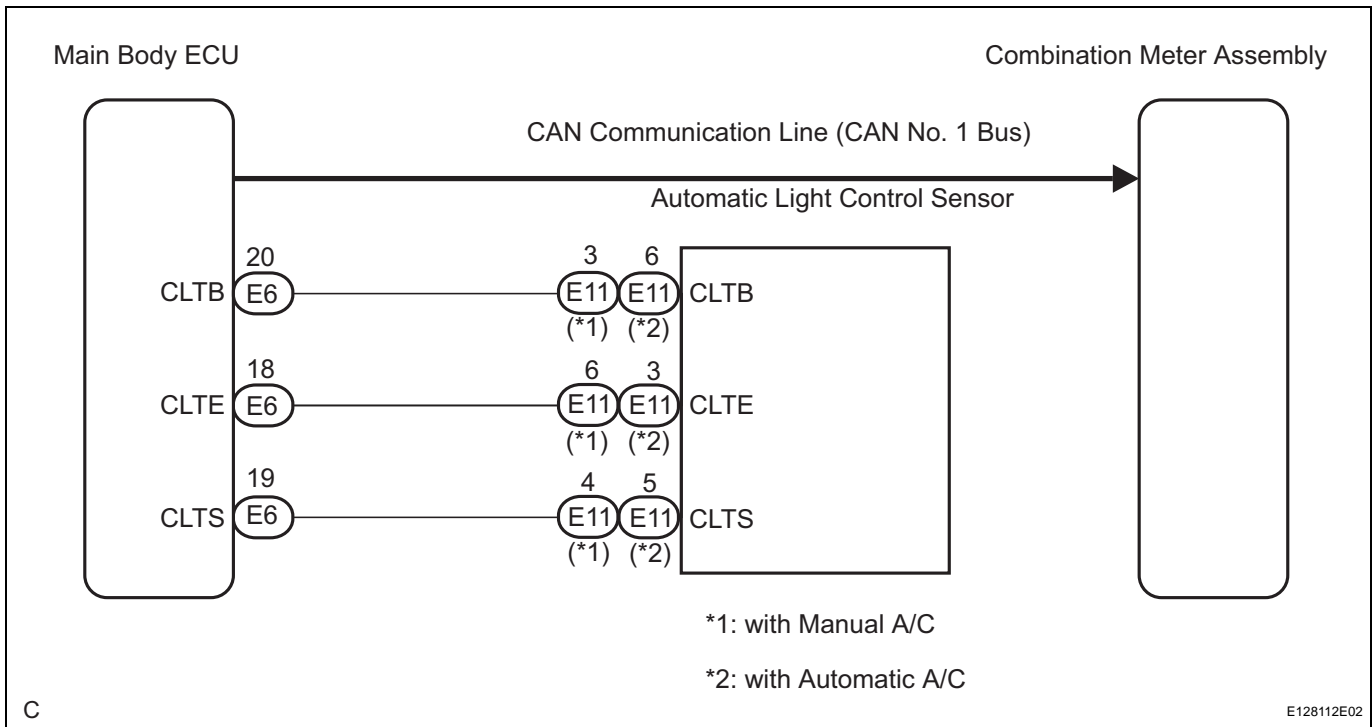 Main Body ECU
Combination Meter Assembly
CAN Communication Line (CAN No. 1 Bus)
Automatic Light Control Sensor
20 3 6
CLTB E6 E11 E11 CLTB
(*1) (*2)
18 6 3
CLTE E6 E11 E11 CLTE
(*1) (*2)
19 4 5
CLTS E6 E11 E11 CLTS
(*1) (*2)
*1: with Manual A/C
*2: with Automatic A/C
C
E128112E02